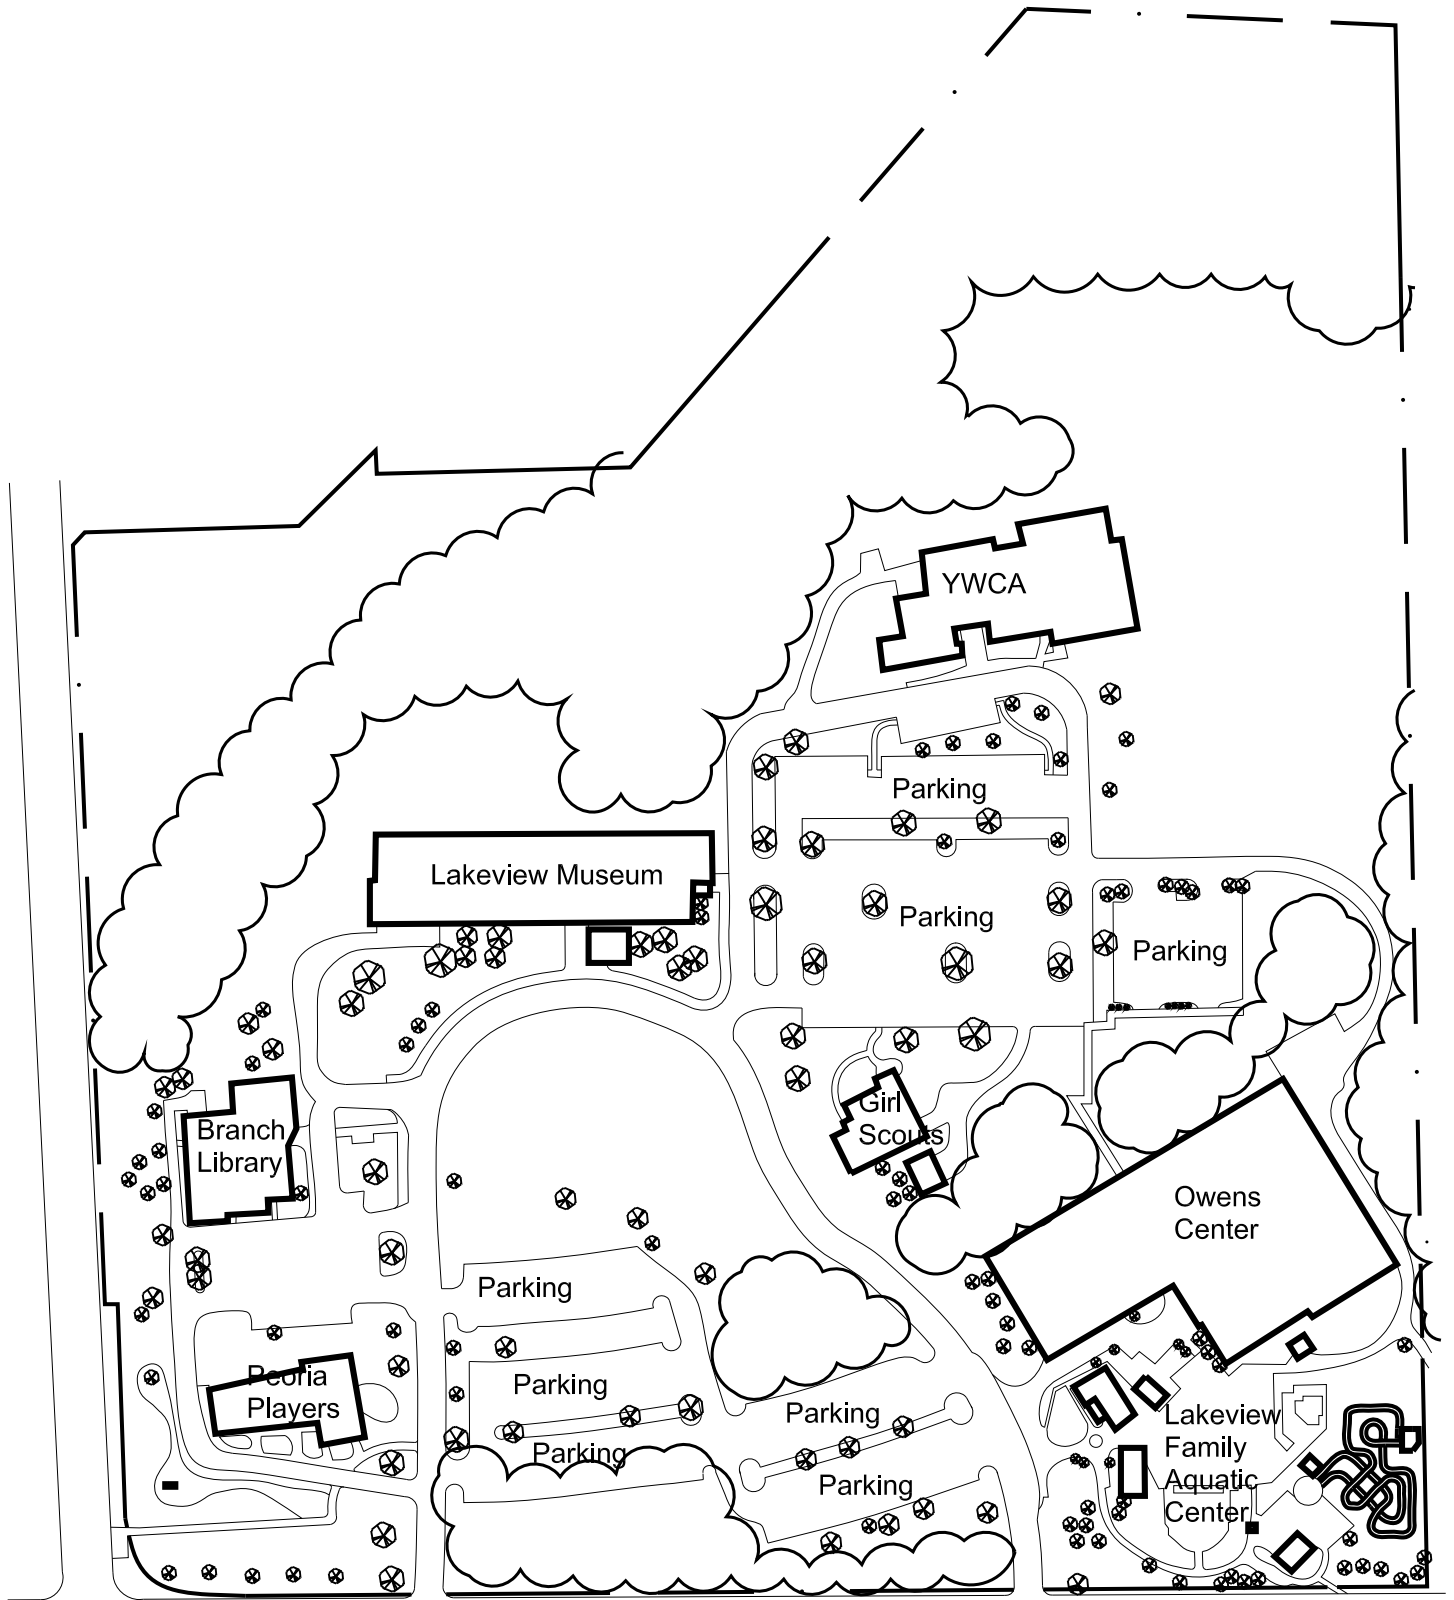 YWCA
Parking
Lakeview Museum
Parking
Parking
Girl
Scouts
Branch
Library
Owens
Center
Parking
Peoria
Players
Parking
Parking
Lakeview
Family
Aquatic
Center
Parking
Parking